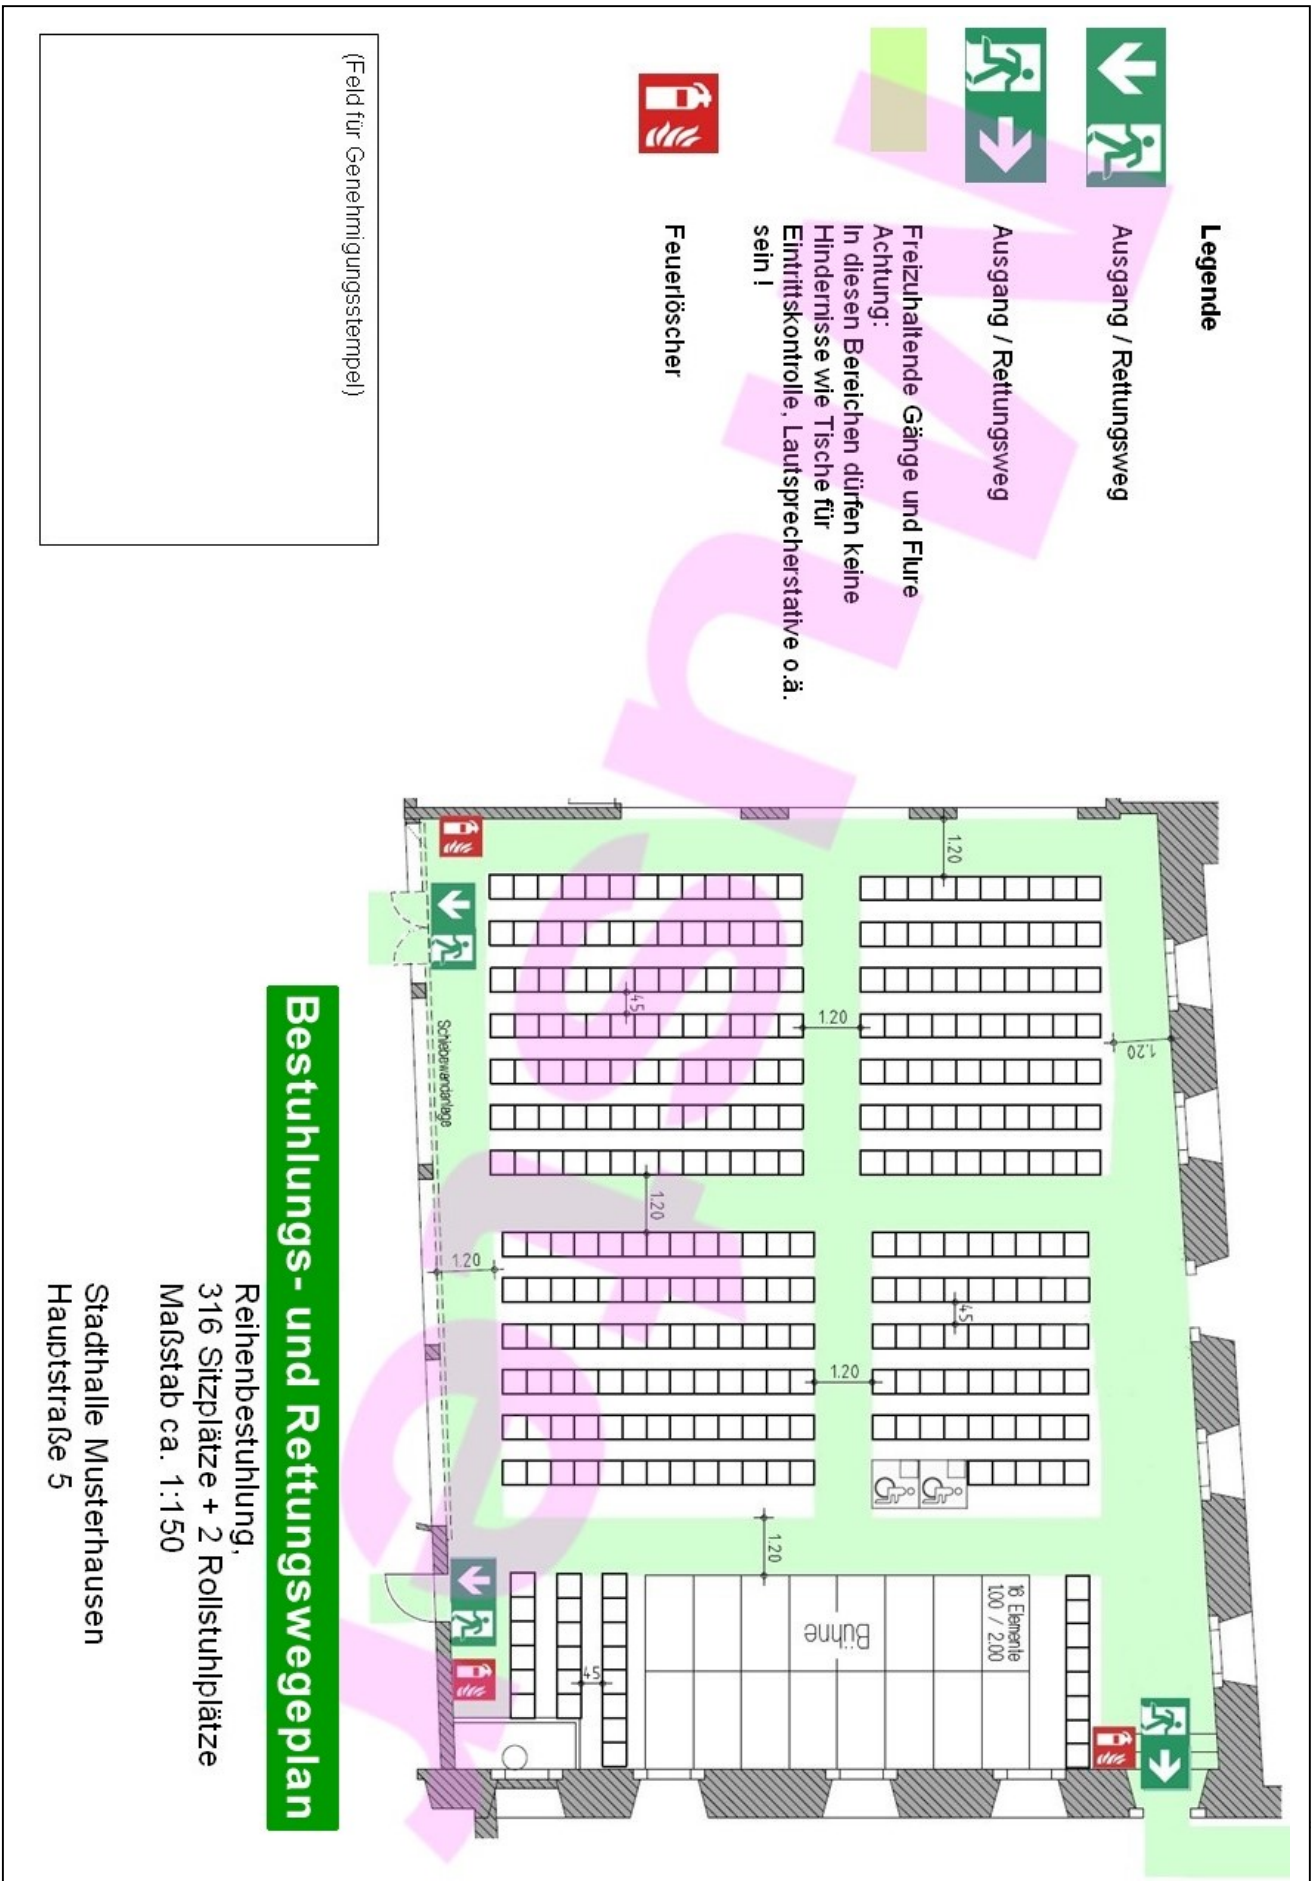 Legende
Ausgang / Rettungsweg
Ausgang / Rettungsweg
Freizuhaltende Gänge und Flure
Achtung:
In diesen Bereichen dürfen keine
Hindernisse wie Tische für
Eintrittskontrolle, Lautsprecherstative o.ä.
sein !
Feuerlöscher
(Feld für Genehmigungsstempel)
1.20
1.20
1.20
45
Schiebewandanlage
1.20
1.20
45
1.20
1.20
16 Elemente
1.00 / 2.00
Bühne
45
Bestuhlungs- und Rettungswegeplan
Reihenbestuhlung,
316 Sitzplätze + 2 Rollstuhlplätze
Maßstab ca. 1:150
Stadthalle Musterhausen
Hauptstraße 5
Muster